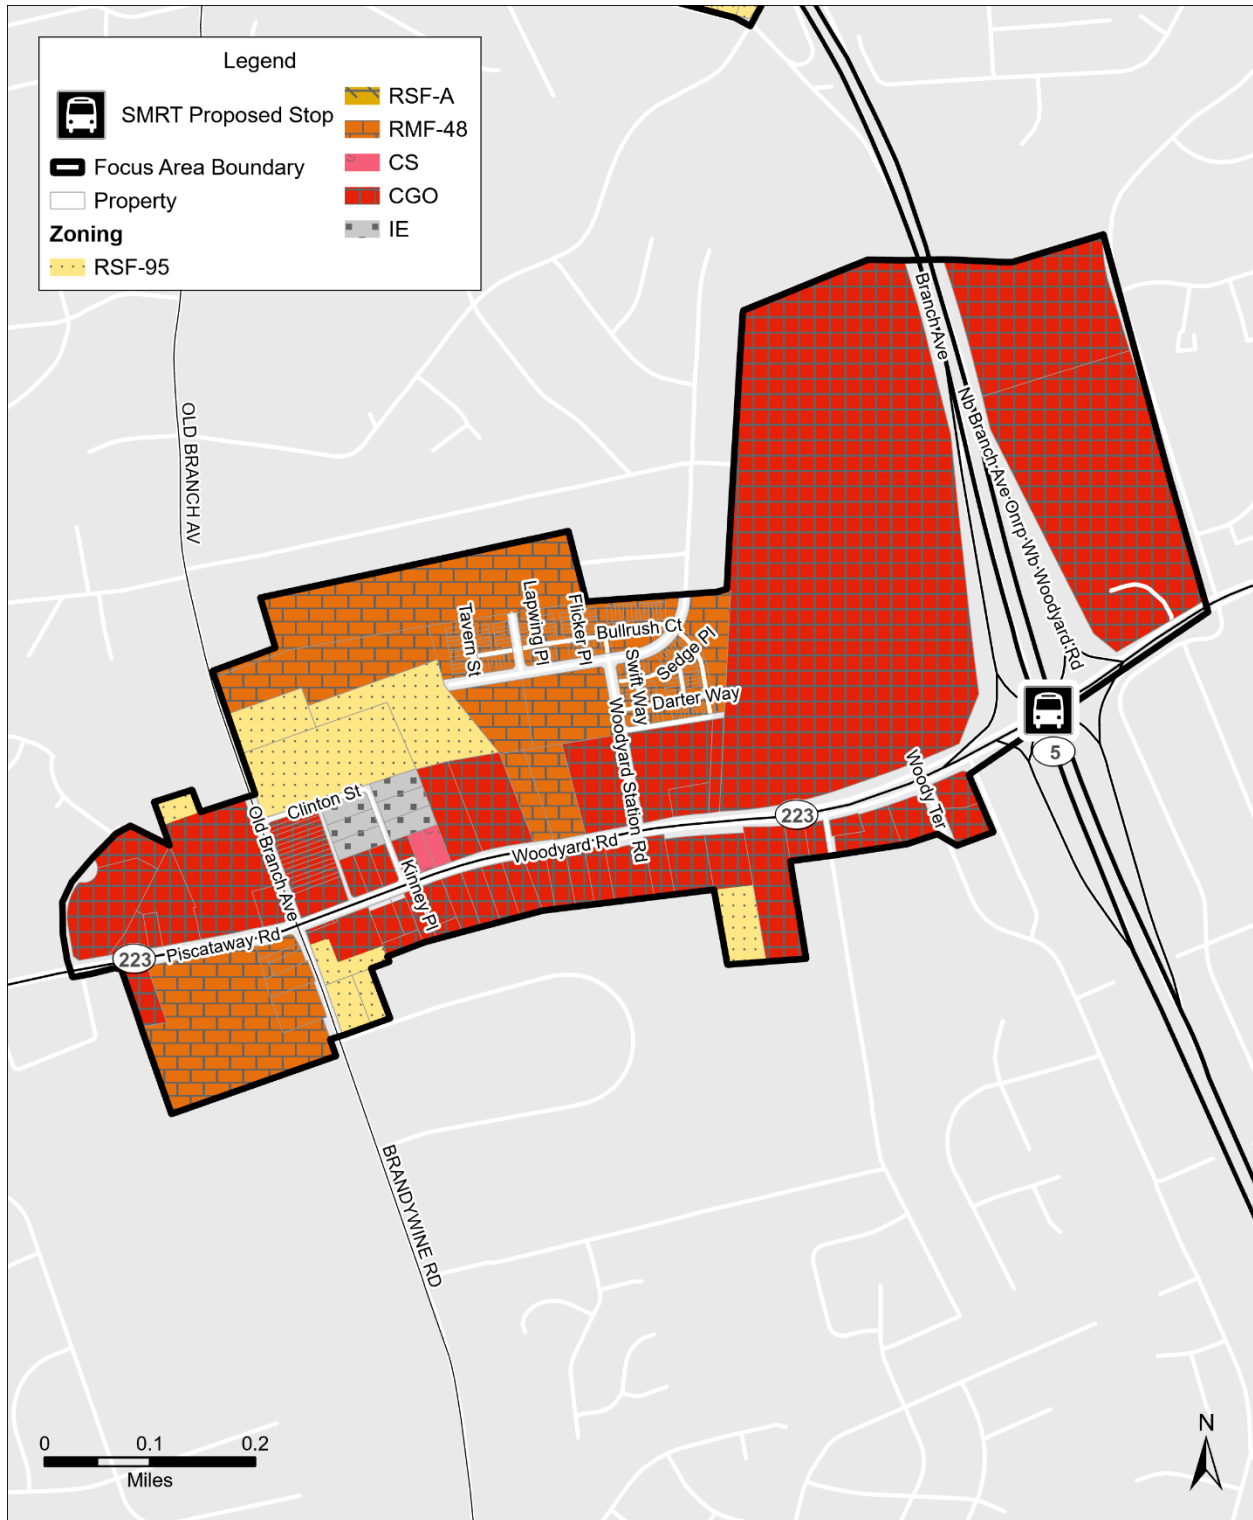 Legend
SMRT Proposed Stop
Focus Area Boundary
Property
Zoning
RSF-95
RSF-A
RMF-48
CS
CGO
IE
Branch Ave
Nb Branch Ave Onrp Wb Woodyard Rd
OLD BRANCH AV
Tavern St
Lapwing Pl
Flicker Pl
Bullrush Ct
Sedge Pl
Swift Way
Darter Way
Woodyard Station Rd
5
Woody Ter
223
Clinton St
Old Branch Ave
Woodyard Rd
Kinney Pl
Piscataway Rd
223
BRANDYWINE RD
0 0.1 0.2
Miles
N